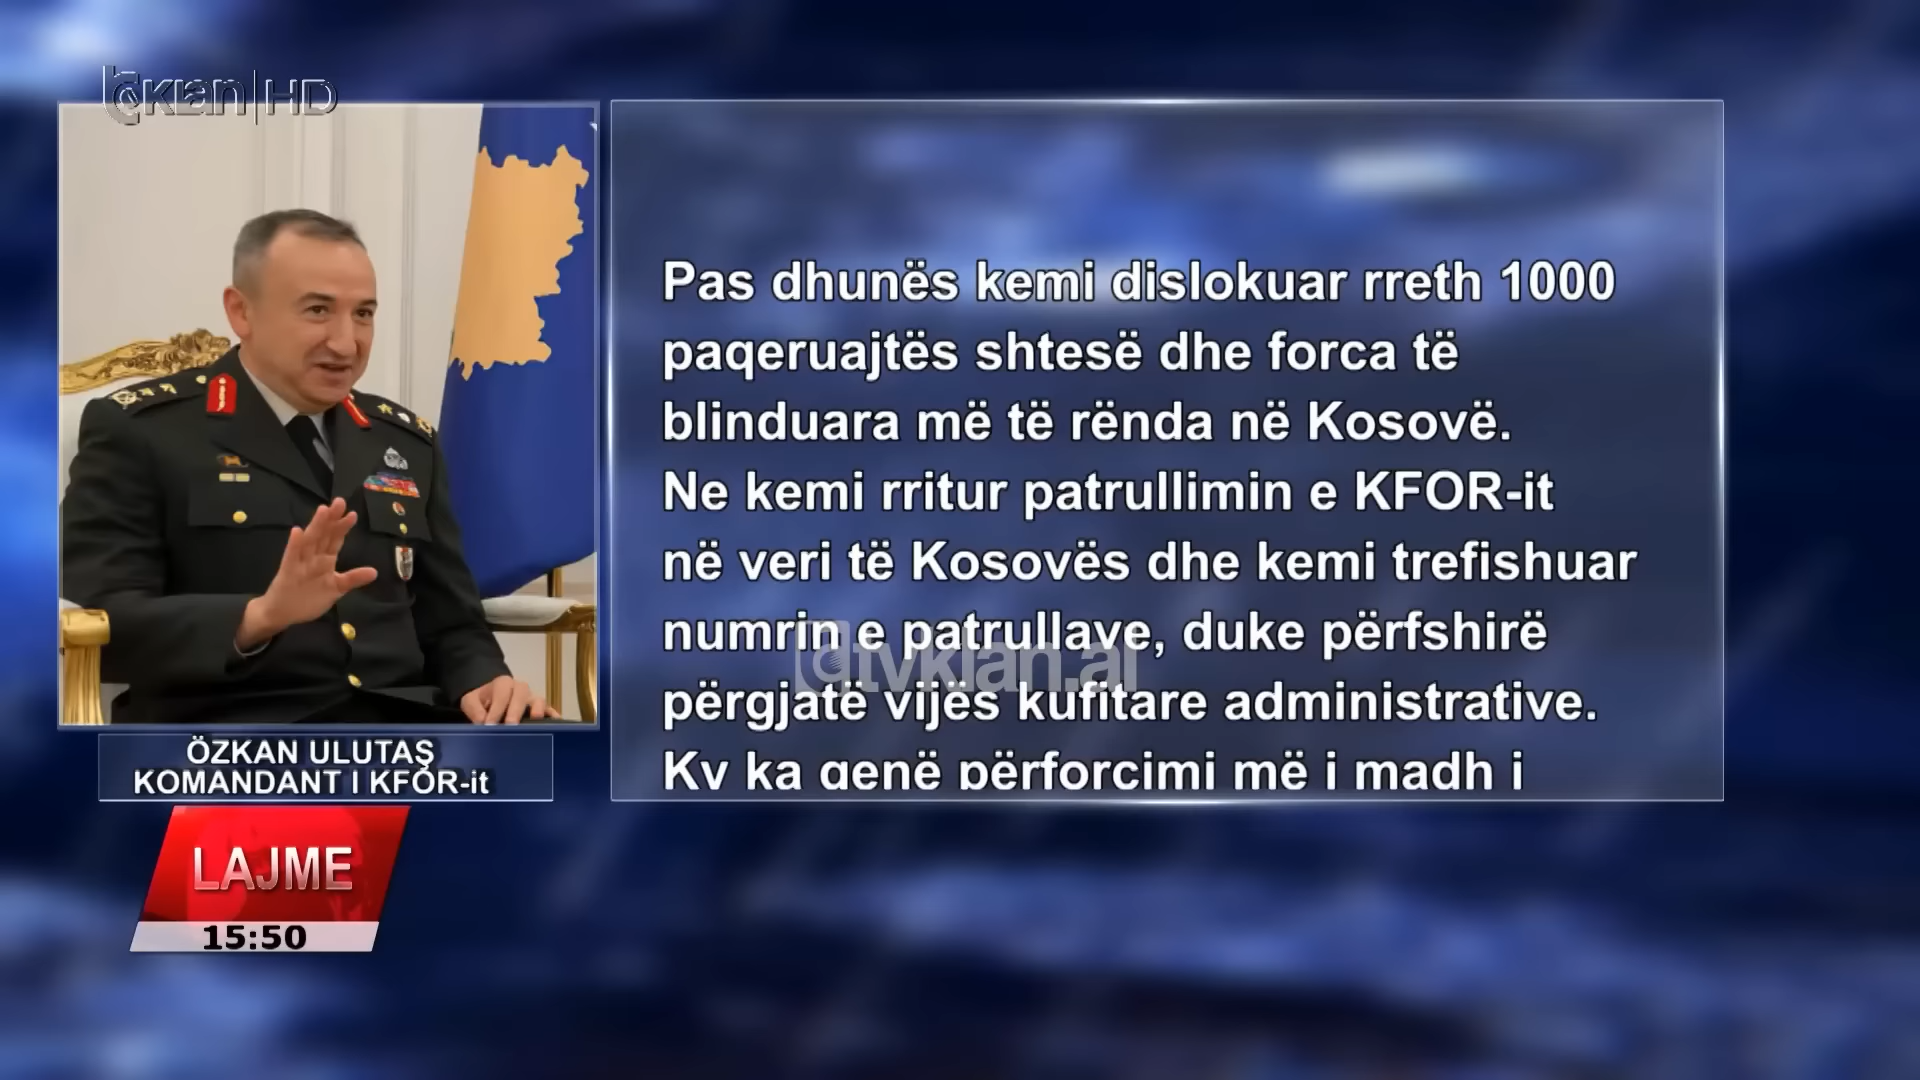 tvklan|HD
Pas dhunës kemi dislokuar rreth 1000
paqeruajtës shtesë dhe forca të
blinduara më të rënda në Kosovë.
Ne kemi rritur patrullimin e KFOR-it
në veri të Kosovës dhe kemi trefishuar
numrin e patrullave, duke përfshirë
përgjatë vijës kufitare administrative.
Ky ka qenë përforcimi më i madh i
tvklan.al
ÖZKAN ULUTAŞ
KOMANDANT I KFOR-it
LAJME
15:50